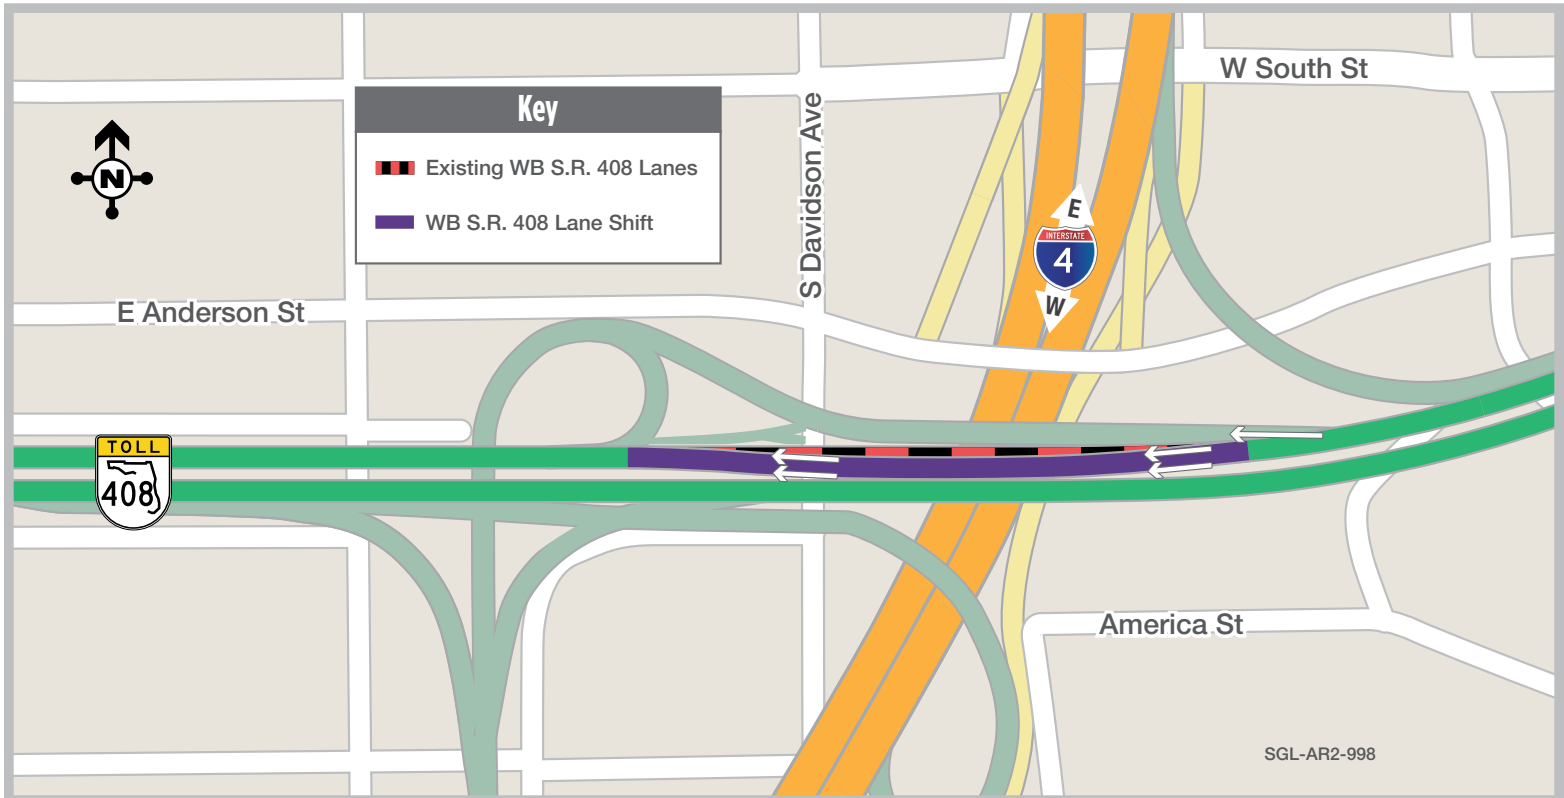 W South St
Key
Existing WB S.R. 408 Lanes
WB S.R. 408 Lane Shift
S Davidson Ave
N
E
INTERSTATE
4
W
E Anderson St
TOLL
408
America St
SGL-AR2-998